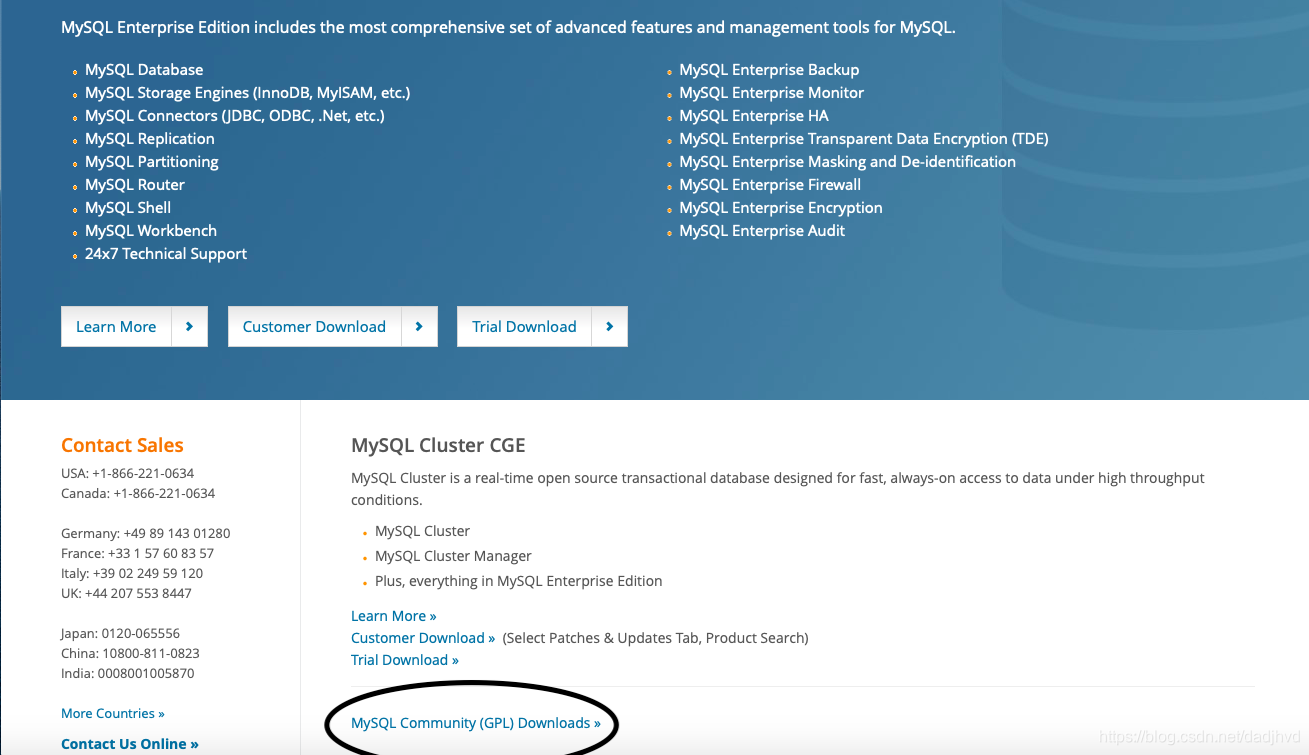 MySQL Enterprise Edition includes the most comprehensive set of advanced features and management tools for MySQL.
MySQL Database
MySQL Storage Engines (InnoDB, MyISAM, etc.)
MySQL Connectors (JDBC, ODBC, .Net, etc.)
MySQL Replication
MySQL Partitioning
MySQL Router
MySQL Shell
MySQL Workbench
24x7 Technical Support
MySQL Enterprise Backup
MySQL Enterprise Monitor
MySQL Enterprise HA
MySQL Enterprise Transparent Data Encryption (TDE)
MySQL Enterprise Masking and De-identification
MySQL Enterprise Firewall
MySQL Enterprise Encryption
MySQL Enterprise Audit
Learn More
Customer Download
Trial Download
Contact Sales
USA: +1-866-221-0634
Canada: +1-866-221-0634
Germany: +49 89 143 01280
France: +33 1 57 60 83 57
Italy: +39 02 249 59 120
UK: +44 207 553 8447
Japan: 0120-065556
China: 10800-811-0823
India: 0008001005870
More Countries »
Contact Us Online »
MySQL Cluster CGE
MySQL Cluster is a real-time open source transactional database designed for fast, always-on access to data under high throughput
conditions.
MySQL Cluster
MySQL Cluster Manager
Plus, everything in MySQL Enterprise Edition
Learn More »
Customer Download » (Select Patches & Updates Tab, Product Search)
Trial Download »
MySQL Community (GPL) Downloads »
https://blog.csdn.net/dadjhvd